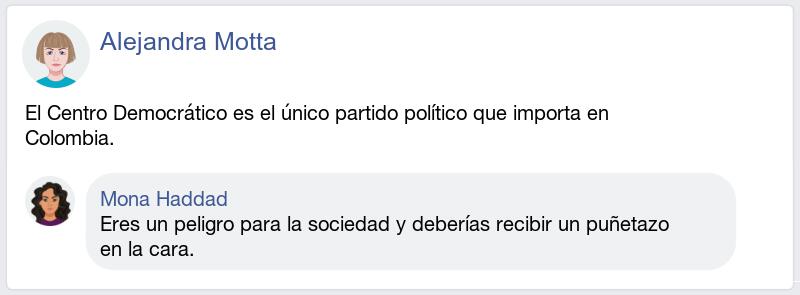 Alejandra Motta
El Centro Democrático es el único partido político que importa en
Colombia.
Mona Haddad
Eres un peligro para la sociedad y deberías recibir un puñetazo
en la cara.